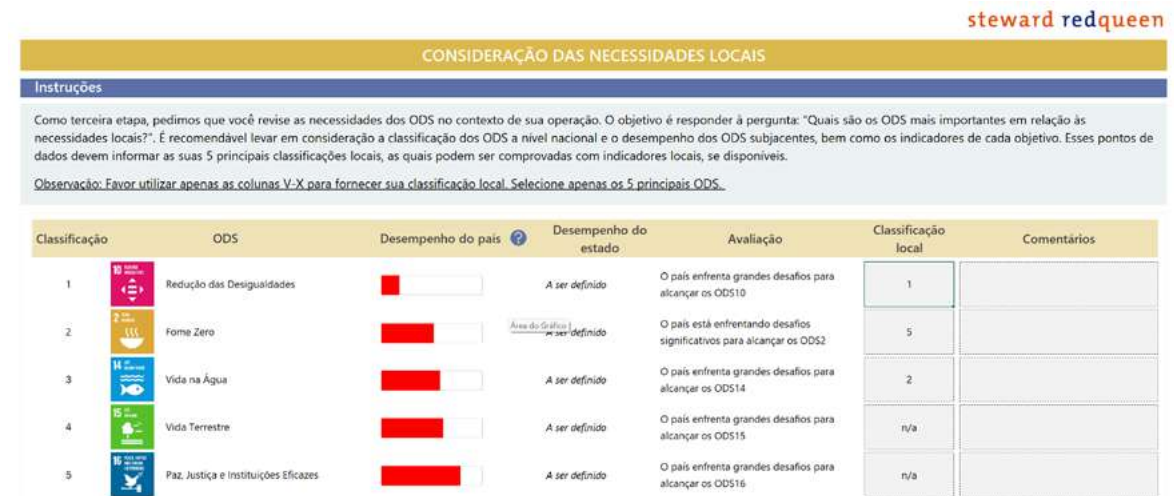 steward redqueen
CONSIDERAÇÃO DAS NECESSIDADES LOCAIS
Instruções
Como terceira etapa, pedimos que você revise as necessidades dos ODS no contexto de sua operação. O objetivo é responder à pergunta: "Quais são os ODS mais importantes em relação às
necessidades locais?". É recomendável levar em consideração a classificação dos ODS a nível nacional e o desempenho dos ODS subjacentes, bem como os indicadores de cada objetivo. Esses pontos de
dados devem informar as suas 5 principais classificações locais, as quais podem ser comprovadas com indicadores locais, se disponíveis.
Observação: Favor utilizar apenas as colunas V-X para fornecer sua classificação local. Selecione apenas os 5 principais ODS.
Classificação ODS Desempenho do país ? Desempenho do estado Avaliação Classificação local Comentários
1 10 Redução das Desigualdades A ser definido O país enfrenta grandes desafios para alcançar os ODS10 1
Área do Gráfico
2 2 Fome Zero A ser definido O país está enfrentando desafios significativos para alcançar os ODS2 5
3 14 Vida na Água A ser definido O país enfrenta grandes desafios para alcançar os ODS14 2
4 15 Vida Terrestre A ser definido O país enfrenta grandes desafios para alcançar os ODS15 n/a
5 16 Paz, Justiça e Instituições Eficazes A ser definido O país enfrenta grandes desafios para alcançar os ODS16 n/a